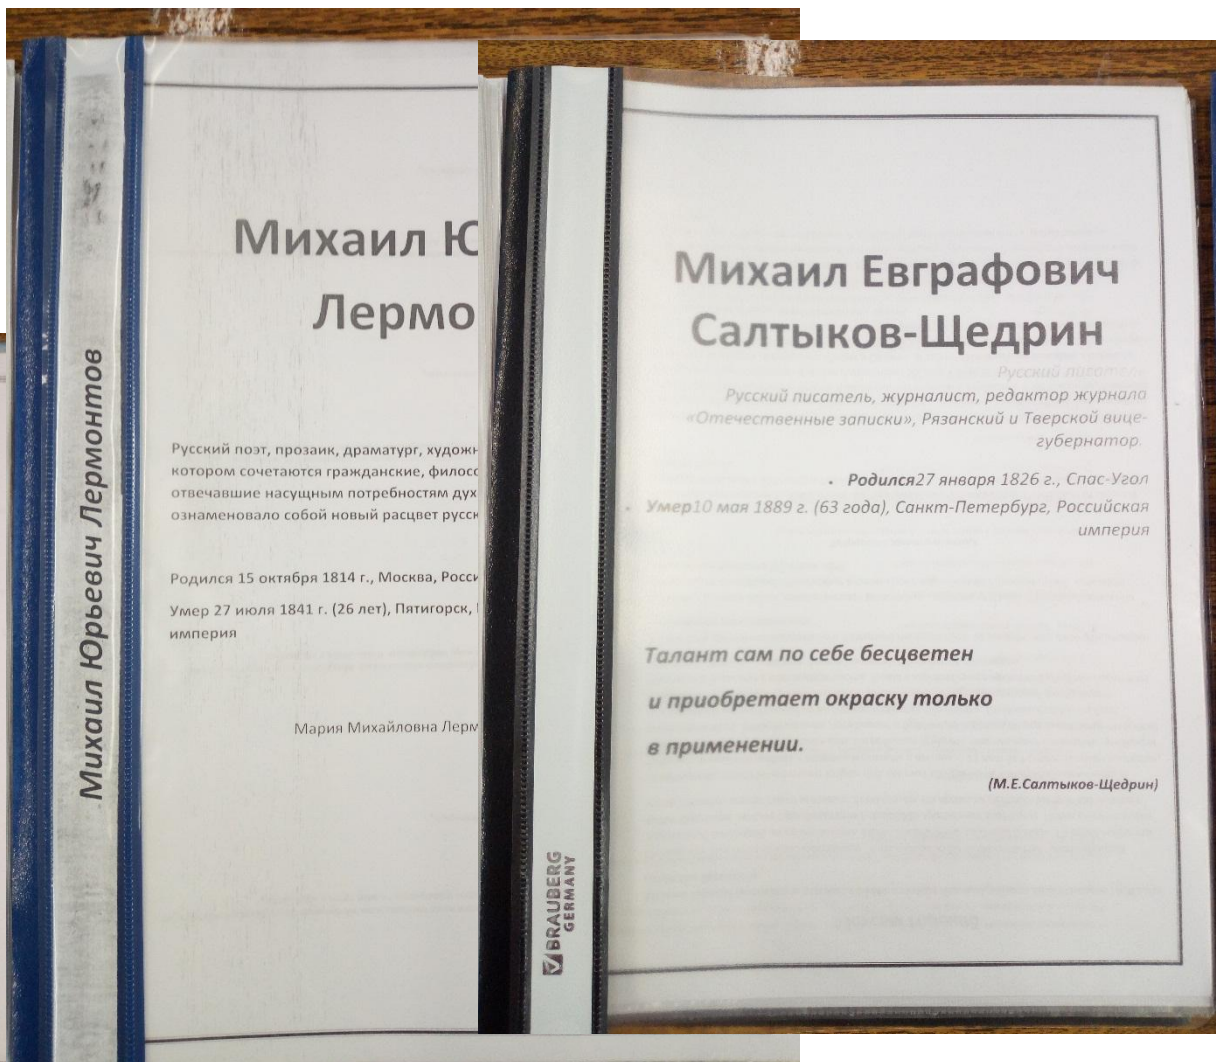 Михаил Юрьевич Лермонтов
Михаил Ю
Лермо
Русский поэт, прозаик, драматург, художн
котором сочетаются гражданские, филосо
отвечавшие насущным потребностям дух
ознаменовало собой новый расцвет русск
Родился 15 октября 1814 г., Москва, Росси
Умер 27 июля 1841 г. (26 лет), Пятигорск,
империя
Мария Михайловна Лерм
Михаил Евграфович
Салтыков-Щедрин
Русский писатель
Русский писатель, журналист, редактор журнала
«Отечественные записки», Рязанский и Тверской вице-
губернатор.
• Родился27 января 1826 г., Спас-Угол
• Умер10 мая 1889 г. (63 года), Санкт-Петербург, Российская
империя
Талант сам по себе бесцветен
и приобретает окраску только
в применении.
(М.Е.Салтыков-Щедрин)
BRAUBERG
GERMANY